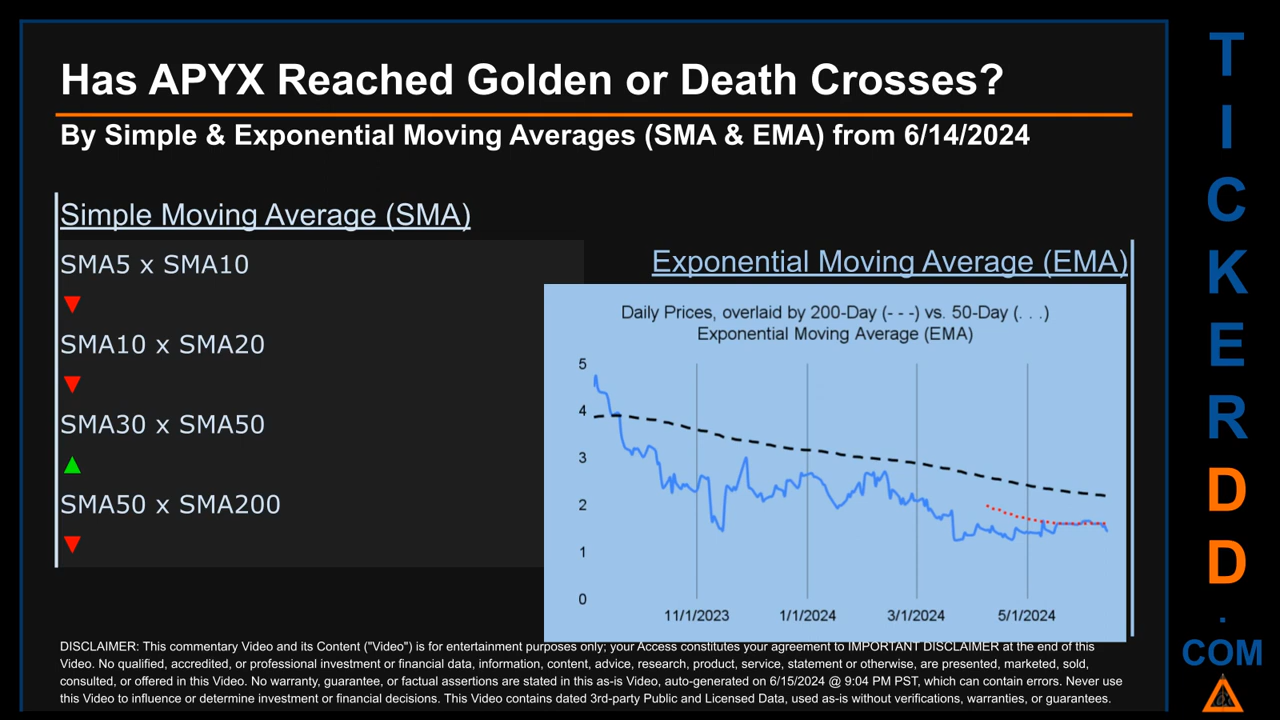 Has APYX Reached Golden or Death Crosses?
By Simple & Exponential Moving Averages (SMA & EMA) from 6/14/2024
Simple Moving Average (SMA)
SMA5 x SMA10
▼
SMA10 x SMA20
▼
SMA30 x SMA50
▲
SMA50 x SMA200
▼
Exponential Moving Average (EMA)
Daily Prices, overlaid by 200-Day (- - -) vs. 50-Day (. . .)
Exponential Moving Average (EMA)
5
4
3
2
1
0
11/1/2023 1/1/2024 3/1/2024 5/1/2024
DISCLAIMER: This commentary Video and its Content ("Video") is for entertainment purposes only; your Access constitutes your agreement to IMPORTANT DISCLAIMER at the end of this
Video. No qualified, accredited, or professional investment or financial data, information, content, advice, research, product, service, statement or otherwise, are presented, marketed, sold,
consulted, or offered in this Video. No warranty, guarantee, or factual assertions are stated in this as-is Video, auto-generated on 6/15/2024 @ 9:04 PM PST, which can contain errors. Never use
this Video to influence or determine investment or financial decisions. This Video contains dated 3rd-party Public and Licensed Data, used as-is without verifications, warranties, or guarantees.
T
I
C
K
E
R
D
D
.
COM